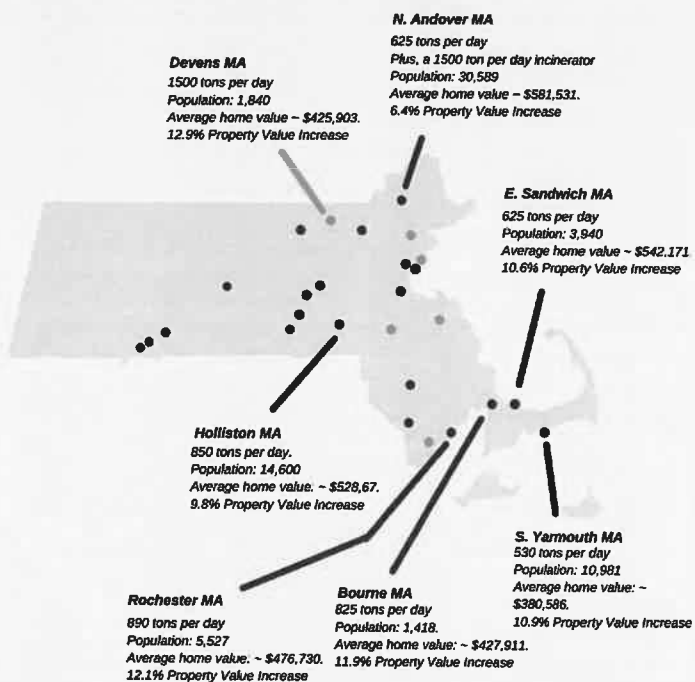 N. Andover MA
625 tons per day
Plus, a 1500 ton per day incinerator
Population: 30,589
Average home value ~ $581,531.
6.4% Property Value Increase
Devens MA
1500 tons per day
Population: 1,840
Average home value ~ $425,903.
12.9% Property Value Increase
E. Sandwich MA
625 tons per day
Population: 3,940
Average home value ~ $542.171
10.6% Property Value Increase
Holliston MA
850 tons per day.
Population: 14,600
Average home value: ~ $528,67.
9.8% Property Value Increase
S. Yarmouth MA
530 tons per day
Population: 10,981
Average home value: ~
$380,586.
10.9% Property Value Increase
Rochester MA
890 tons per day
Population: 5,527
Average home value: ~ $476,730.
12.1% Property Value Increase
Bourne MA
825 tons per day
Population: 1,418.
Average home value: ~ $427,911.
11.9% Property Value Increase